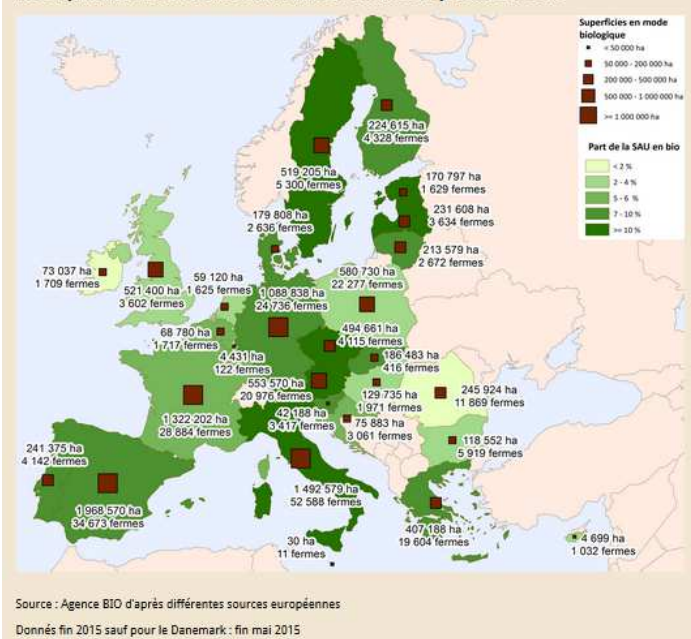 Superficies en mode
biologique
< 50 000 ha
50 000 - 200 000 ha
200 000 - 500 000 ha
500 000 - 1 000 000 ha
>= 1 000 000 ha
Part de la SAU en bio
< 2 %
2 - 4 %
5 - 6 %
7 - 10 %
>= 10 %
224 615 ha
4 328 fermes
519 205 ha
5 300 fermes
170 797 ha
1 629 fermes
231 608 ha
3 634 fermes
179 808 ha
2 636 fermes
213 579 ha
2 672 fermes
73 037 ha
1 709 fermes
521 400 ha
3 602 fermes
59 120 ha
1 625 fermes
580 730 ha
22 277 fermes
1 088 838 ha
24 736 fermes
68 780 ha
1 717 fermes
494 661 ha
4 115 fermes
4 431 ha
122 fermes
186 483 ha
416 fermes
553 570 ha
20 976 fermes
129 735 ha
1 971 fermes
245 924 ha
11 869 fermes
1 322 202 ha
28 884 fermes
42 188 ha
3 417 fermes
75 883 ha
3 061 fermes
118 552 ha
5 919 fermes
241 375 ha
4 142 fermes
1 968 570 ha
34 673 fermes
1 492 579 ha
52 588 fermes
407 188 ha
19 604 fermes
30 ha
11 fermes
4 699 ha
1 032 fermes
Source : Agence BIO d'après différentes sources européennes
Donnés fin 2015 sauf pour le Danemark : fin mai 2015